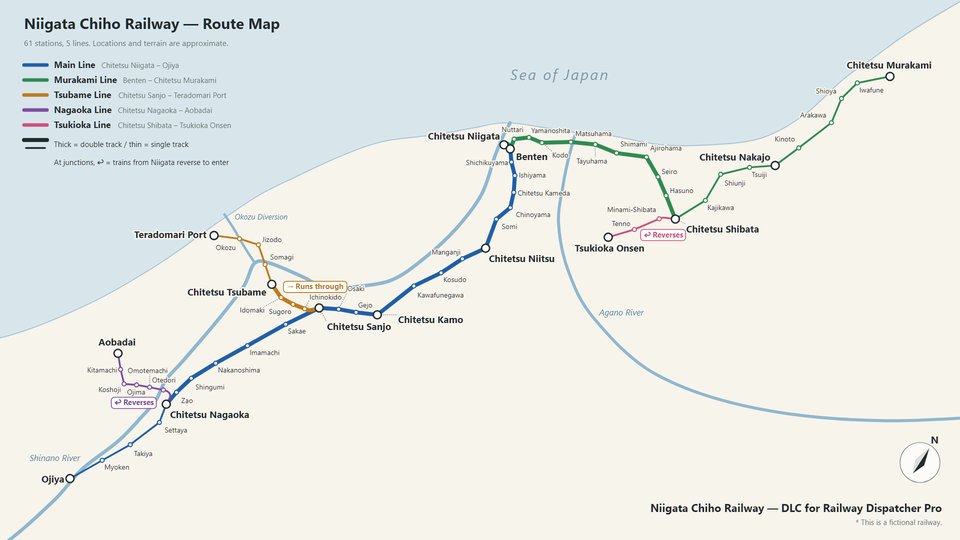 Niigata Chiho Railway — Route Map
61 stations, 5 lines. Locations and terrain are approximate.
Main Line Chitetsu Niigata – Ojiya
Murakami Line Benten – Chitetsu Murakami
Tsubame Line Chitetsu Sanjo – Teradomari Port
Nagaoka Line Chitetsu Nagaoka – Aobadai
Tsukioka Line Chitetsu Shibata – Tsukioka Onsen
Thick = double track / thin = single track
At junctions, ↩ = trains from Niigata reverse to enter
Sea of Japan
Chitetsu Murakami
Iwafune
Shioya
Arakawa
Kinoto
Chitetsu Nakajo
Tsuiji
Shiunji
Kajikawa
Chitetsu Niigata
Nuttari
Yamanoshita
Matsuhama
Benten
Kodo
Tayuhama
Shimami
Ajirohama
Seiro
Hasuno
Minami-Shibata
Tenno
↩ Reverses
Chitetsu Shibata
Tsukioka Onsen
Shichikuyama
Ishiyama
Chitetsu Kameda
Chinoyama
Somi
Chitetsu Niitsu
Manganji
Kosudo
Kawafunegawa
Chitetsu Kamo
Okozu Diversion
Teradomari Port
Okozu
Jizodo
Somagi
Chitetsu Tsubame
→ Runs through
Osaki
Ichinokido
Gejo
Idomaki
Sugoro
Chitetsu Sanjo
Sakae
Imamachi
Nakanoshima
Shingumi
Aobadai
Kitamachi
Omotemachi
Otedori
Koshoji
Ojima
Zao
↩ Reverses
Chitetsu Nagaoka
Settaya
Takiya
Myoken
Shinano River
Ojiya
Agano River
N
Niigata Chiho Railway — DLC for Railway Dispatcher Pro
* This is a fictional railway.